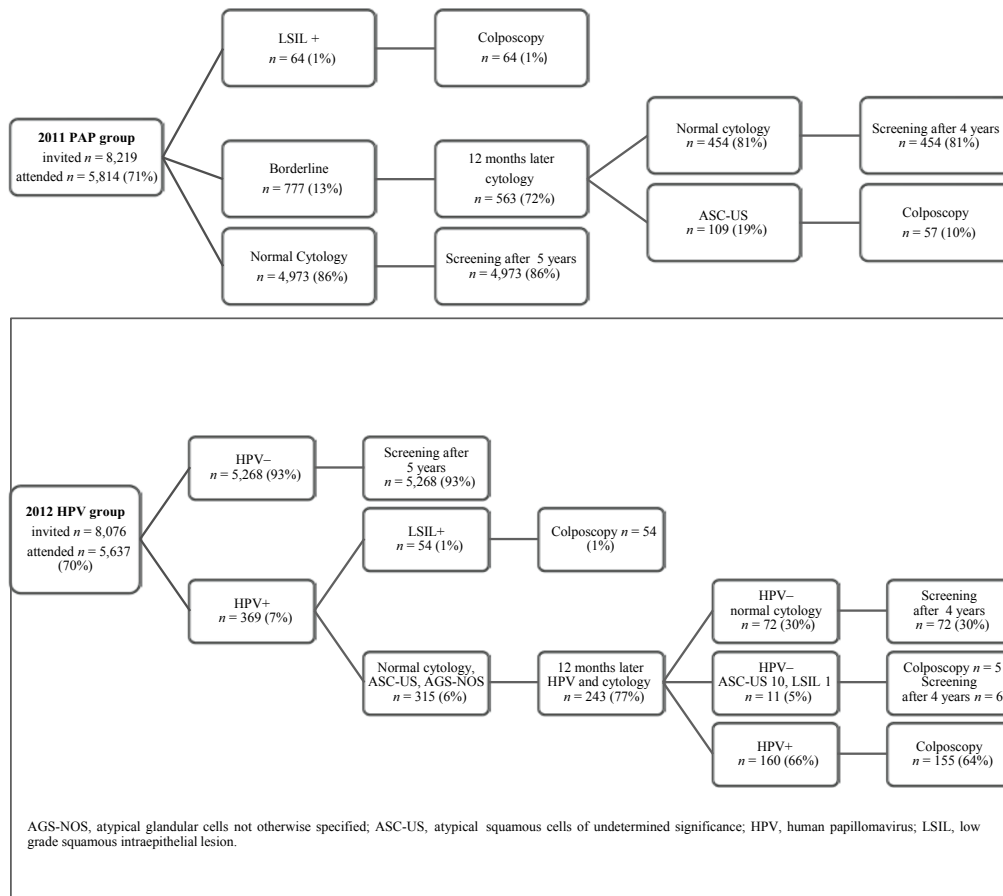 LSIL +
n = 64 (1%)
Colposcopy
n = 64 (1%)
2011 PAP group
invited n = 8,219
attended n = 5,814 (71%)
Borderline
n = 777 (13%)
12 months later
cytology
n = 563 (72%)
Normal cytology
n = 454 (81%)
Screening after 4 years
n = 454 (81%)
ASC-US
n = 109 (19%)
Colposcopy
n = 57 (10%)
Normal Cytology
n = 4,973 (86%)
Screening after 5 years
n = 4,973 (86%)
2012 HPV group
invited n = 8,076
attended n = 5,637
(70%)
HPV–
n = 5,268 (93%)
Screening after
5 years
n = 5,268 (93%)
HPV+
n = 369 (7%)
LSIL+
n = 54 (1%)
Colposcopy n = 54
(1%)
Normal cytology,
ASC-US, AGS-NOS
n = 315 (6%)
12 months later
HPV and cytology
n = 243 (77%)
HPV–
normal cytology
n = 72 (30%)
Screening
after 4 years
n = 72 (30%)
HPV–
ASC-US 10, LSIL 1
n = 11 (5%)
Colposcopy n = 5
Screening
after 4 years n = 6
HPV+
n = 160 (66%)
Colposcopy
n = 155 (64%)
AGS-NOS, atypical glandular cells not otherwise specified; ASC-US, atypical squamous cells of undetermined significance; HPV, human papillomavirus; LSIL, low
grade squamous intraepithelial lesion.